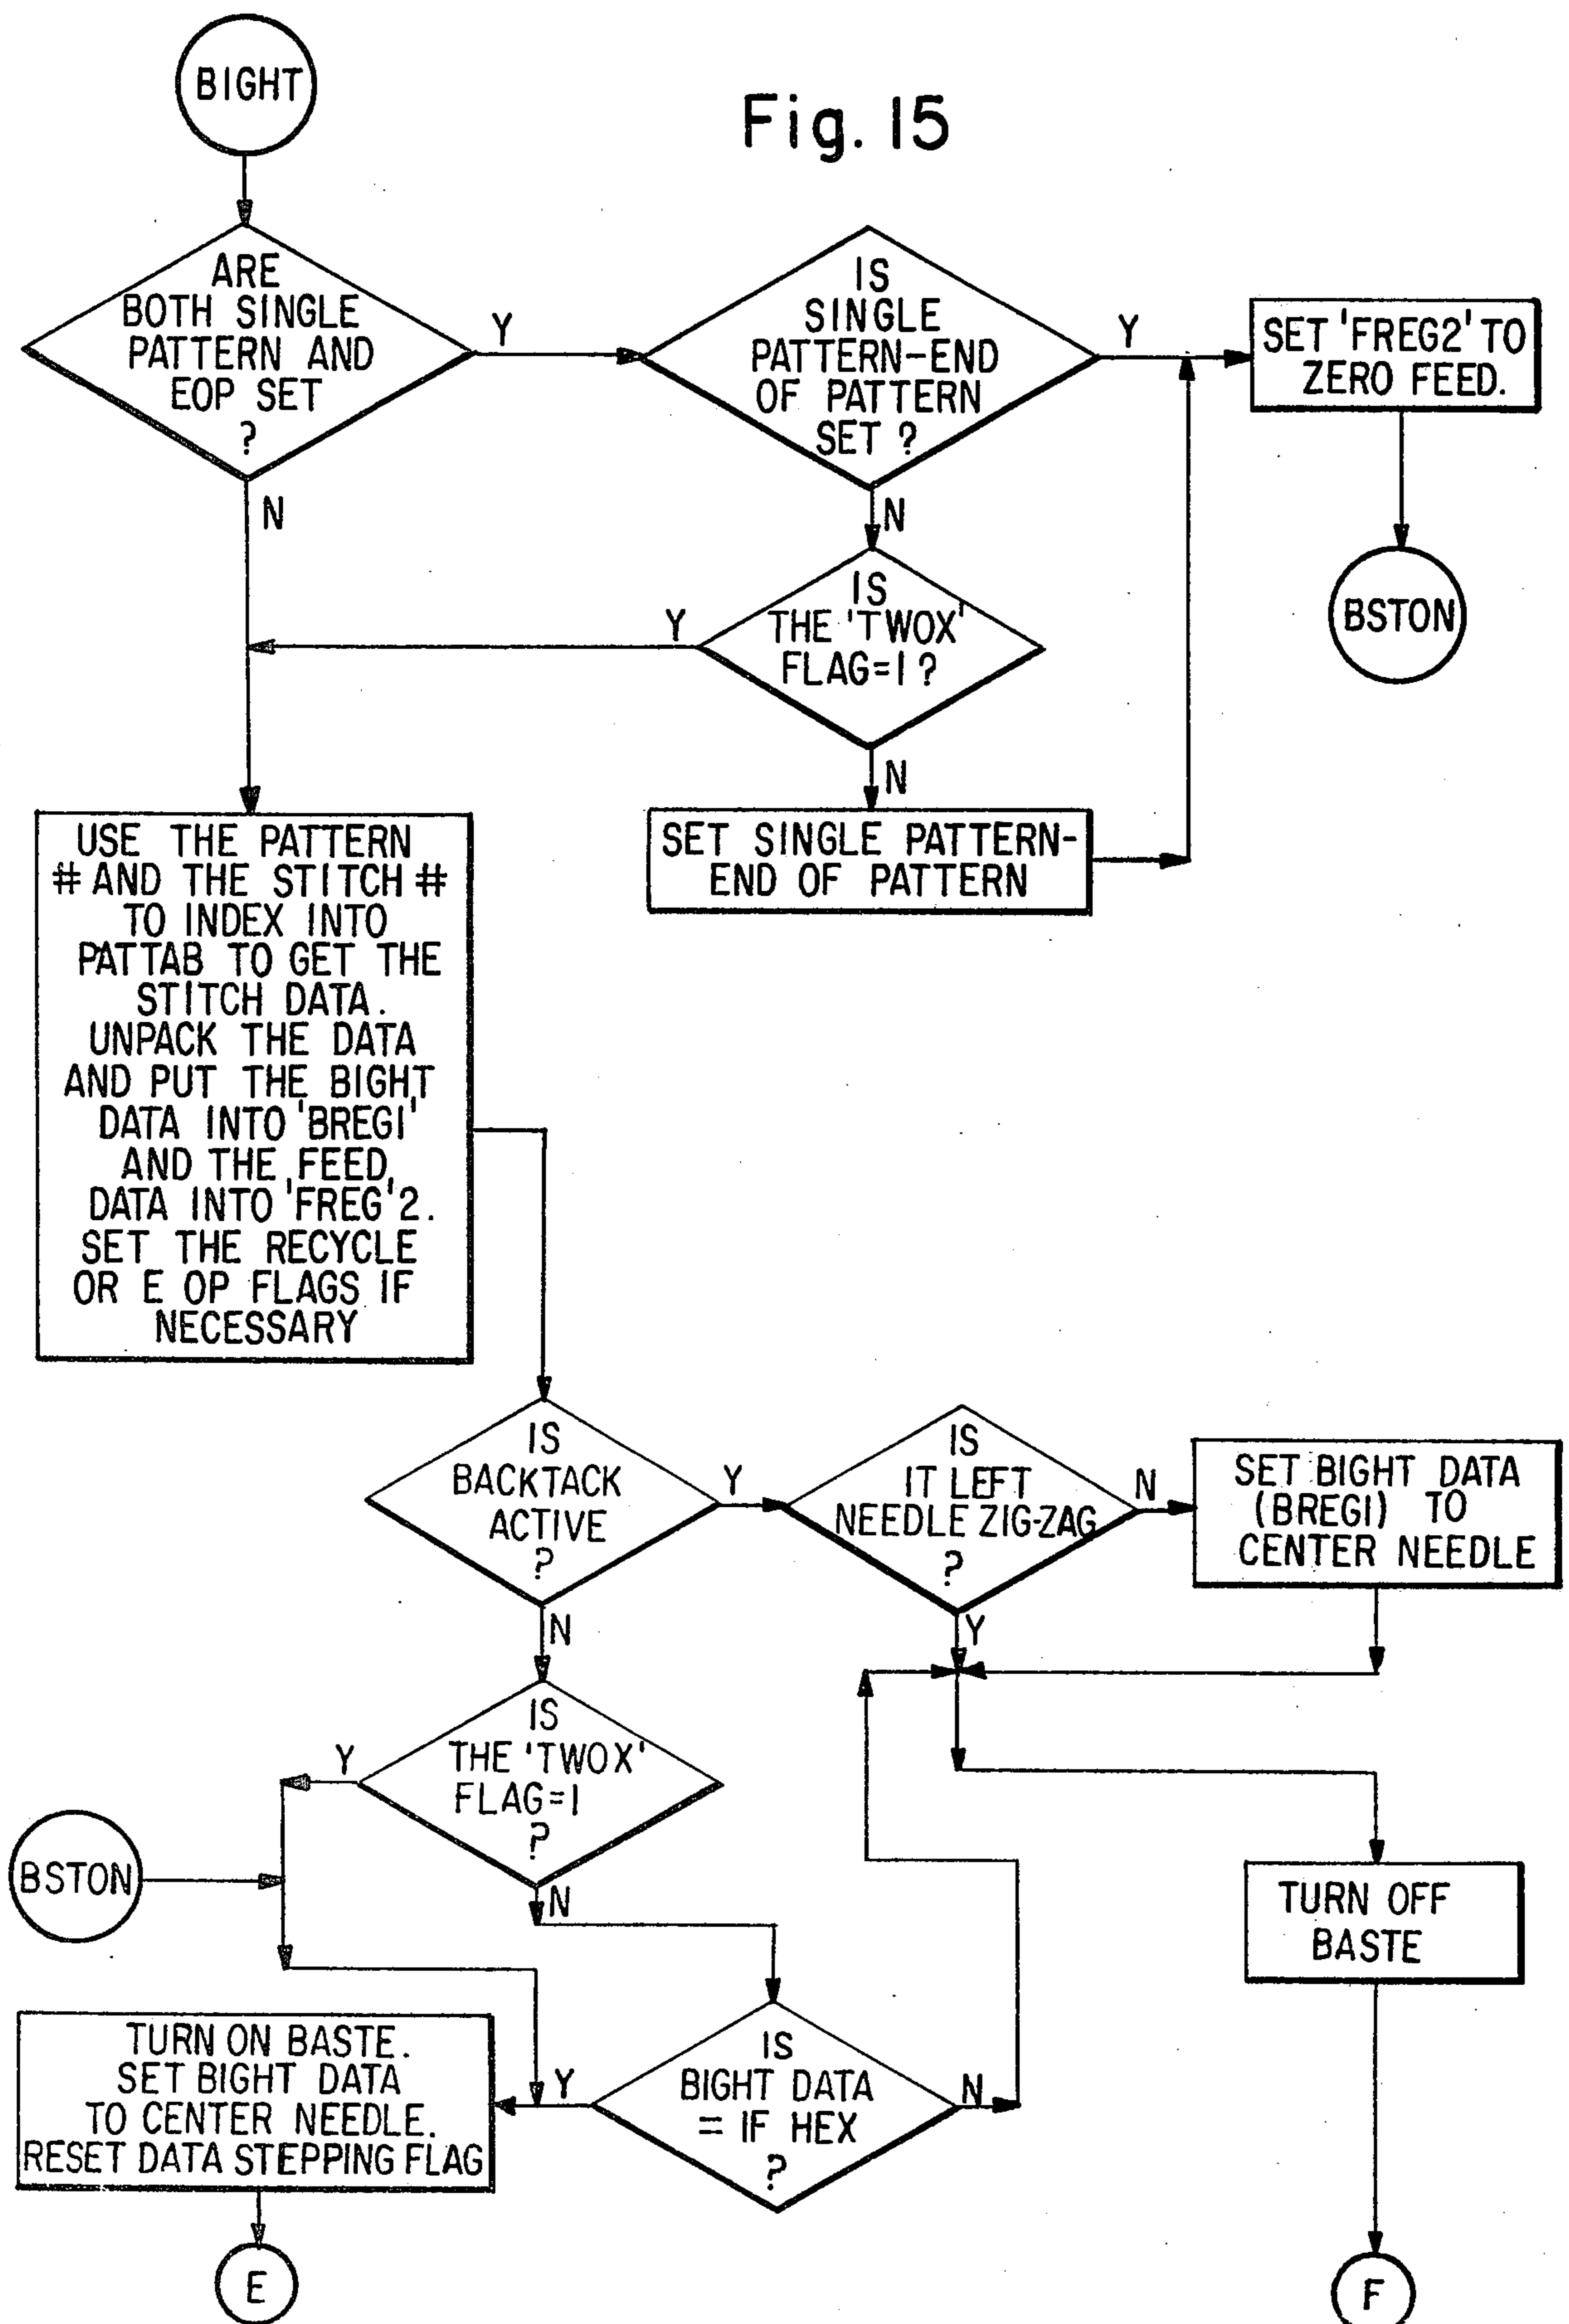 BIGHT
Fig. 15
ARE
BOTH SINGLE
PATTERN AND
EOP SET
?
Y
N
IS
SINGLE
PATTERN-END
OF PATTERN
SET ?
Y
N
SET 'FREG2' TO
ZERO FEED.
BSTON
IS
THE 'TWOX'
FLAG=1 ?
Y
N
SET SINGLE PATTERN-
END OF PATTERN
USE THE PATTERN
# AND THE STITCH #
TO INDEX INTO
PATTAB TO GET THE
STITCH DATA.
UNPACK THE DATA
AND PUT THE BIGHT
DATA INTO 'BREG1'
AND THE FEED
DATA INTO 'FREG'2.
SET THE RECYCLE
OR E OP FLAGS IF
NECESSARY
IS
BACKTACK
ACTIVE
?
Y
N
IS
IT LEFT
NEEDLE ZIG-ZAG
?
N
Y
SET BIGHT DATA
(BREG1) TO
CENTER NEEDLE
IS
THE 'TWO X'
FLAG=1
?
Y
N
BSTON
TURN OFF
BASTE
TURN ON BASTE.
SET BIGHT DATA
TO CENTER NEEDLE.
RESET DATA STEPPING FLAG
IS
BIGHT DATA
= 1F HEX
?
Y
N
E
F